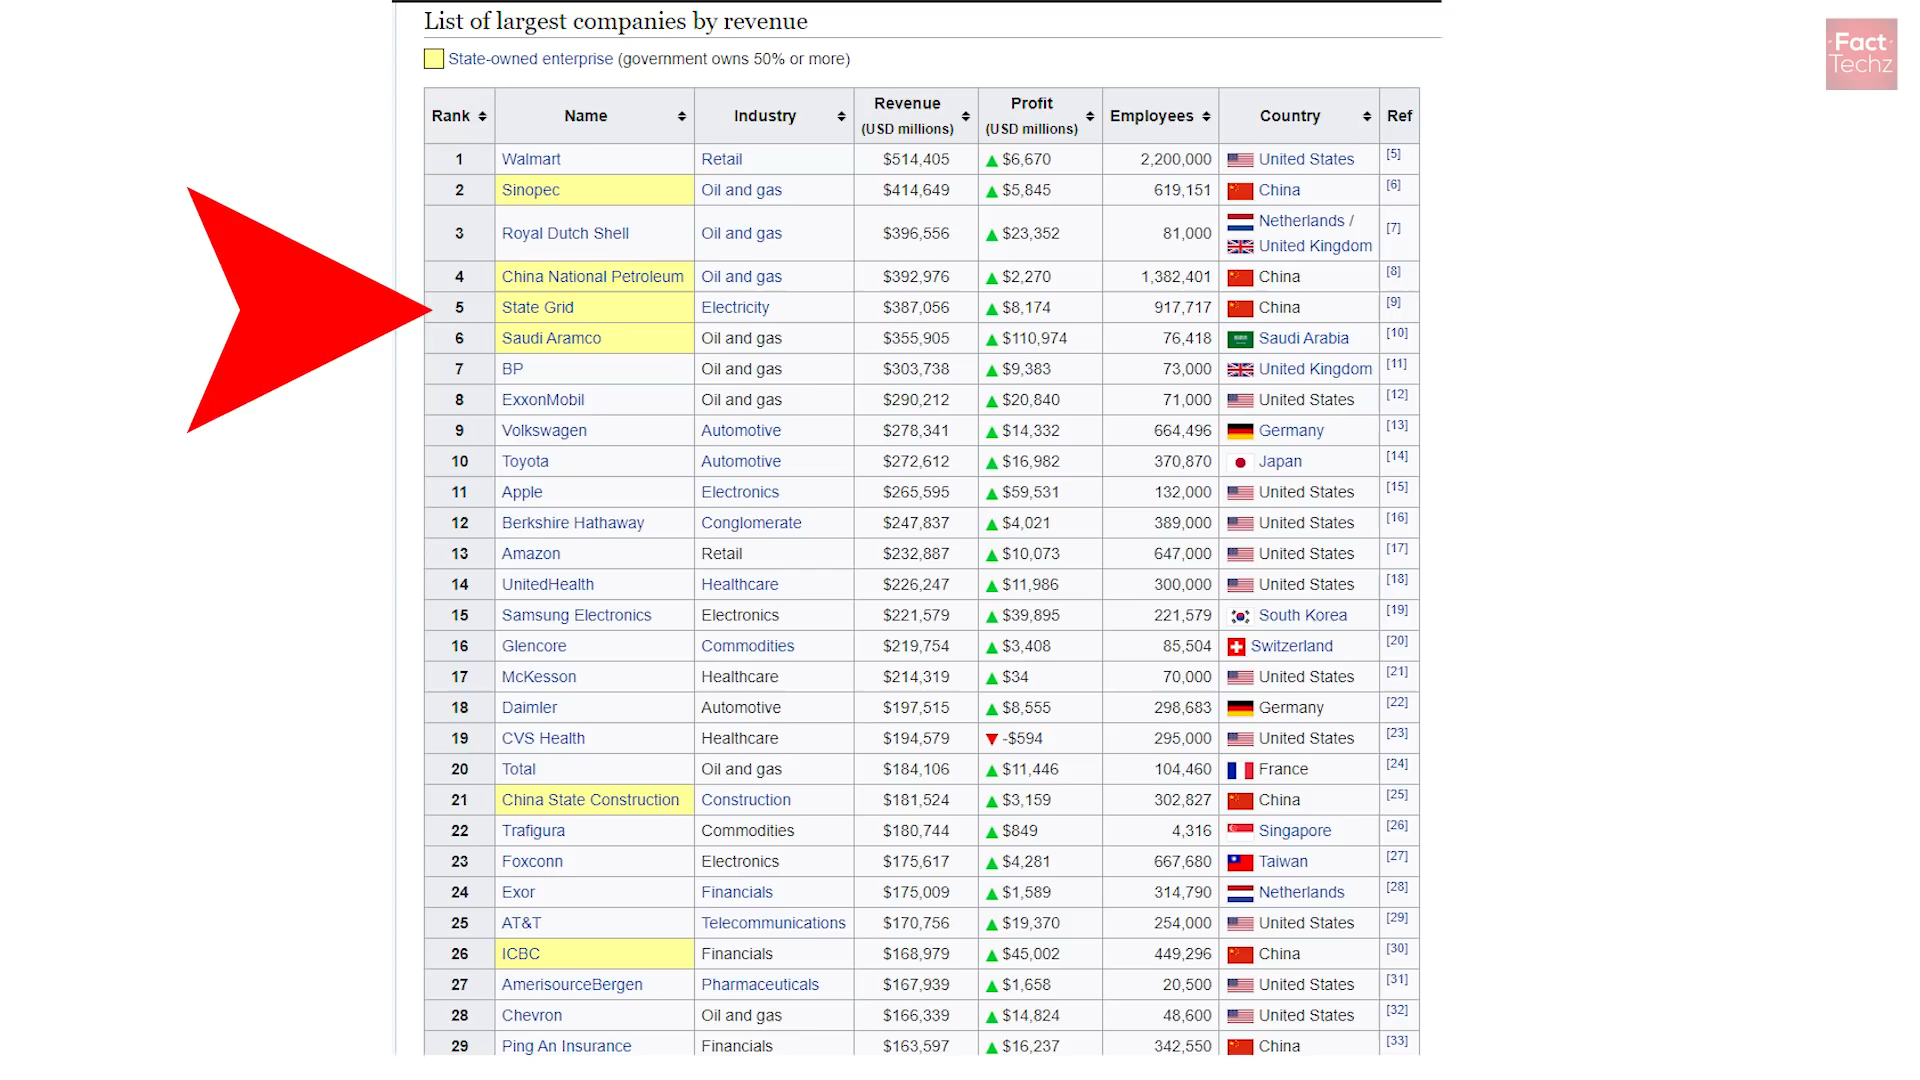 List of largest companies by revenue
Fact
Techz
State-owned enterprise (government owns 50% or more)
Rank Name Industry Revenue (USD millions) Profit (USD millions) Employees Country Ref
1 Walmart Retail $514,405 $6,670 2,200,000 United States [5]
2 Sinopec Oil and gas $414,649 $5,845 619,151 China [6]
3 Royal Dutch Shell Oil and gas $396,556 $23,352 81,000 Netherlands / United Kingdom [7]
4 China National Petroleum Oil and gas $392,976 $2,270 1,382,401 China [8]
5 State Grid Electricity $387,056 $8,174 917,717 China [9]
6 Saudi Aramco Oil and gas $355,905 $110,974 76,418 Saudi Arabia [10]
7 BP Oil and gas $303,738 $9,383 73,000 United Kingdom [11]
8 ExxonMobil Oil and gas $290,212 $20,840 71,000 United States [12]
9 Volkswagen Automotive $278,341 $14,332 664,496 Germany [13]
10 Toyota Automotive $272,612 $16,982 370,870 Japan [14]
11 Apple Electronics $265,595 $59,531 132,000 United States [15]
12 Berkshire Hathaway Conglomerate $247,837 $4,021 389,000 United States [16]
13 Amazon Retail $232,887 $10,073 647,000 United States [17]
14 UnitedHealth Healthcare $226,247 $11,986 300,000 United States [18]
15 Samsung Electronics Electronics $221,579 $39,895 221,579 South Korea [19]
16 Glencore Commodities $219,754 $3,408 85,504 Switzerland [20]
17 McKesson Healthcare $214,319 $34 70,000 United States [21]
18 Daimler Automotive $197,515 $8,555 298,683 Germany [22]
19 CVS Health Healthcare $194,579 -$594 295,000 United States [23]
20 Total Oil and gas $184,106 $11,446 104,460 France [24]
21 China State Construction Construction $181,524 $3,159 302,827 China [25]
22 Trafigura Commodities $180,744 $849 4,316 Singapore [26]
23 Foxconn Electronics $175,617 $4,281 667,680 Taiwan [27]
24 Exor Financials $175,009 $1,589 314,790 Netherlands [28]
25 AT&T Telecommunications $170,756 $19,370 254,000 United States [29]
26 ICBC Financials $168,979 $45,002 449,296 China [30]
27 AmerisourceBergen Pharmaceuticals $167,939 $1,658 20,500 United States [31]
28 Chevron Oil and gas $166,339 $14,824 48,600 United States [32]
29 Ping An Insurance Financials $163,597 $16,237 342,550 China [33]